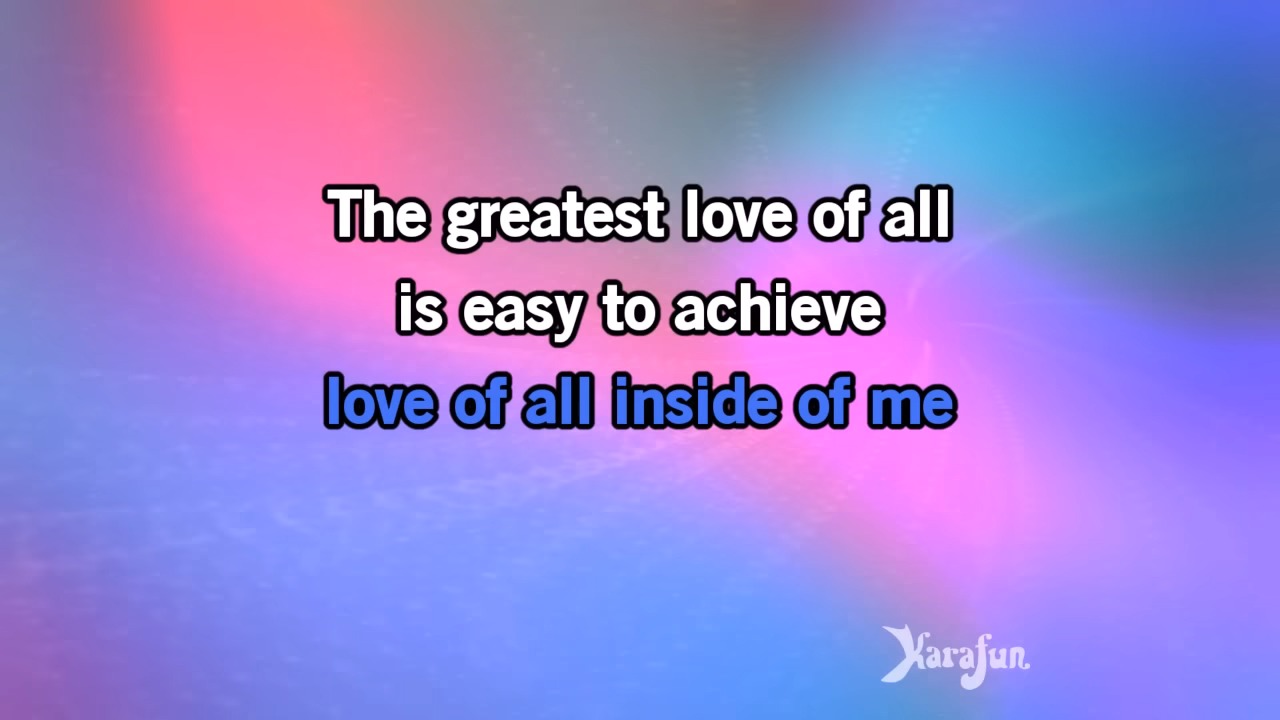 The greatest love of all
is easy to achieve
love of all inside of me
Karafun